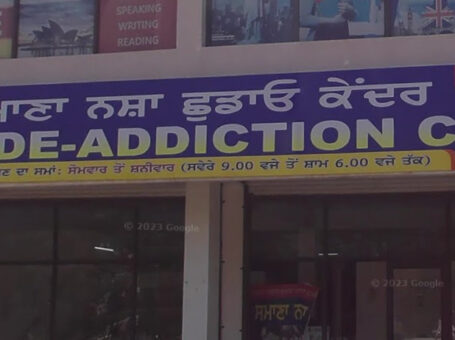 SPEAKING
WRITING
READING
ਮਾਣਾ ਨਸ਼ਾ ਛੁਡਾਓ ਕੇਂਦਰ
DE-ADDICTION C
ਣ ਦਾ ਸਮਾਂ: ਸੋਮਵਾਰ ਤੋਂ ਸ਼ਨੀਵਾਰ (ਸਵੇਰੇ 9.00 ਵਜੇ ਤੋਂ ਸ਼ਾਮ 6.00 ਵਜੇ ਤੱਕ)
© 2023 Google
© 2023 Google
ਸਮਾਣਾ ਨਸ਼